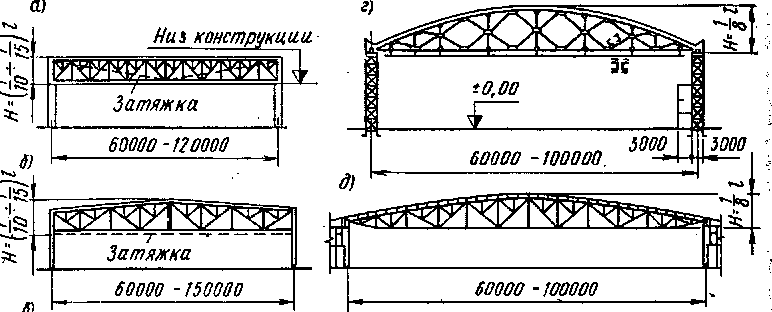 а)
Низ конструкции
H=(1/10÷1/15)l
Затяжка
60000-120000
б)
H=(1/10÷1/15)l
Затяжка
60000-150000
в)
г)
H=1/8 l
±0,00
3000 3000
60000-100000
д)
H=1/8 l
60000-100000